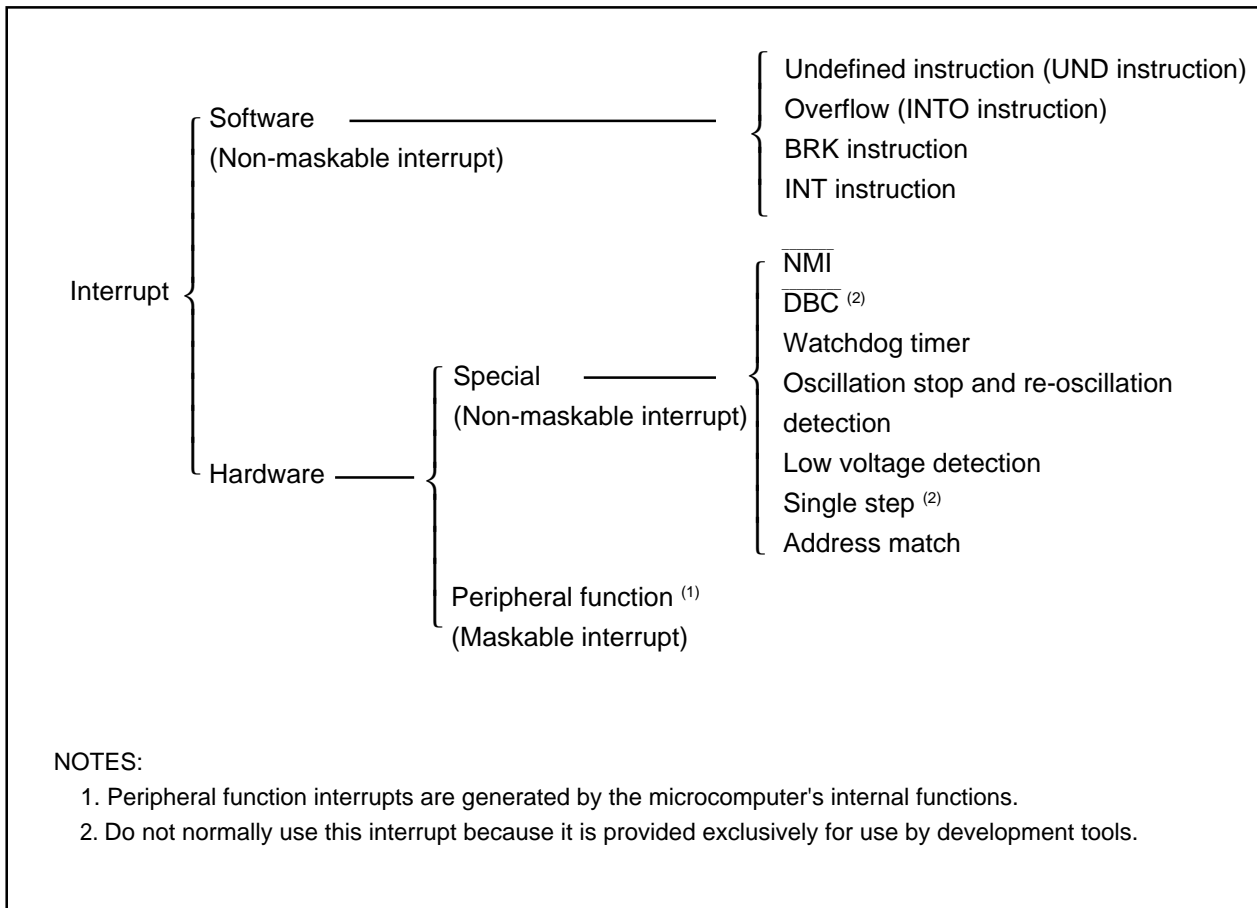 Undefined instruction (UND instruction)
Software
Overflow (INTO instruction)
(Non-maskable interrupt)
BRK instruction
INT instruction
Interrupt
NMI
DBC (2)
Watchdog timer
Special
Oscillation stop and re-oscillation
(Non-maskable interrupt)
detection
Hardware
Low voltage detection
Single step (2)
Address match
Peripheral function (1)
(Maskable interrupt)
NOTES:
1. Peripheral function interrupts are generated by the microcomputer's internal functions.
2. Do not normally use this interrupt because it is provided exclusively for use by development tools.